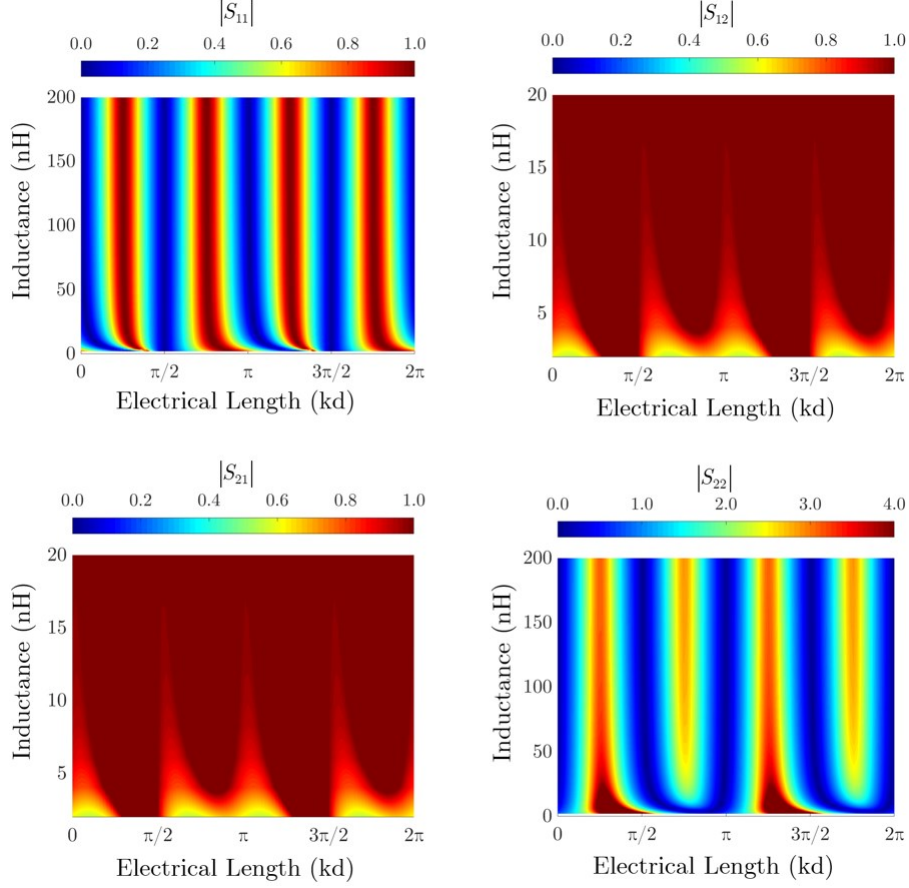 |S₁₁|
0.0 0.2 0.4 0.6 0.8 1.0
200
150
100
50
0
Inductance (nH)
0 π/2 π 3π/2 2π
Electrical Length (kd)
|S₁₂|
0.0 0.2 0.4 0.6 0.8 1.0
20
15
10
5
Inductance (nH)
0 π/2 π 3π/2 2π
Electrical Length (kd)
|S₂₁|
0.0 0.2 0.4 0.6 0.8 1.0
20
15
10
5
Inductance (nH)
0 π/2 π 3π/2 2π
Electrical Length (kd)
|S₂₂|
0.0 1.0 2.0 3.0 4.0
200
150
100
50
0
Inductance (nH)
0 π/2 π 3π/2 2π
Electrical Length (kd)